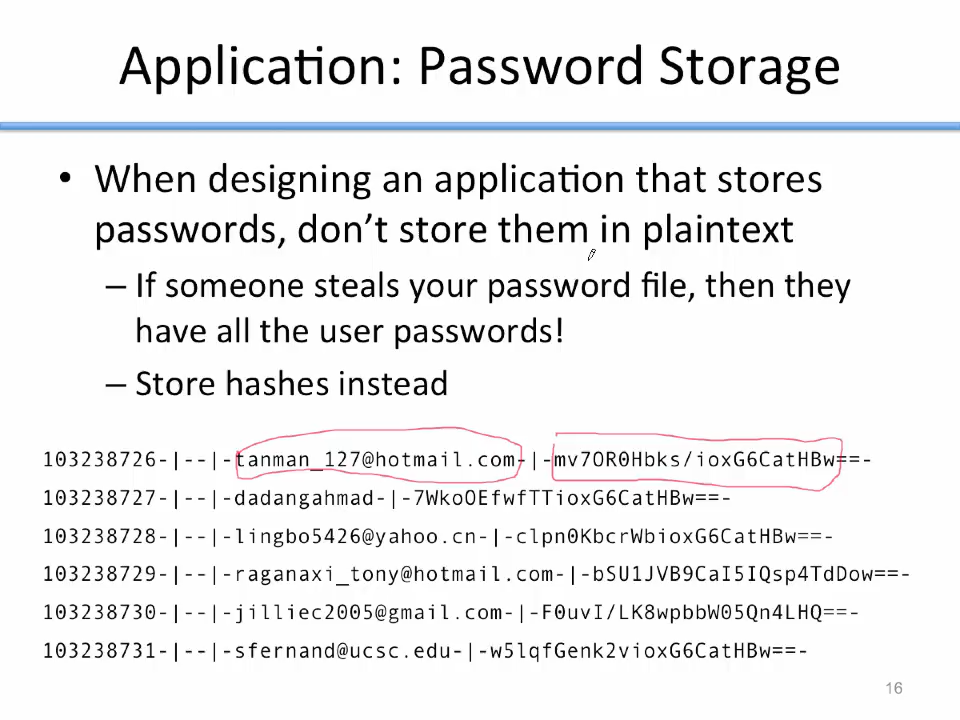 Application: Password Storage
• When designing an application that stores
passwords, don’t store them in plaintext
– If someone steals your password file, then they
have all the user passwords!
– Store hashes instead
103238726-|--|-tanman_127@hotmail.com-|-mv7OR0Hbks/ioxG6CatHBw==-
103238727-|--|-dadangahmad-|-7WkoOEfwfTTioxG6CatHBw==-
103238728-|--|-lingbo5426@yahoo.cn-|-clpn0KbcrWbioxG6CatHBw==-
103238729-|--|-raganaxi_tony@hotmail.com-|-bSU1JVB9CaI5IQsp4TdDow==-
103238730-|--|-jilliec2005@gmail.com-|-F0uvI/LK8wpbbW05Qn4LHQ==-
103238731-|--|-sfernand@ucsc.edu-|-w5lqfGenk2vioxG6CatHBw==-
16